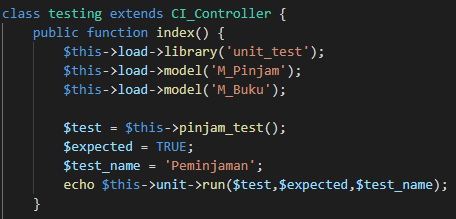 class testing extends CI_Controller {
    public function index() {
        $this->load->library('unit_test');
        $this->load->model('M_Pinjam');
        $this->load->model('M_Buku');

        $test = $this->pinjam_test();
        $expected = TRUE;
        $test_name = 'Peminjaman';
        echo $this->unit->run($test,$expected,$test_name);
    }